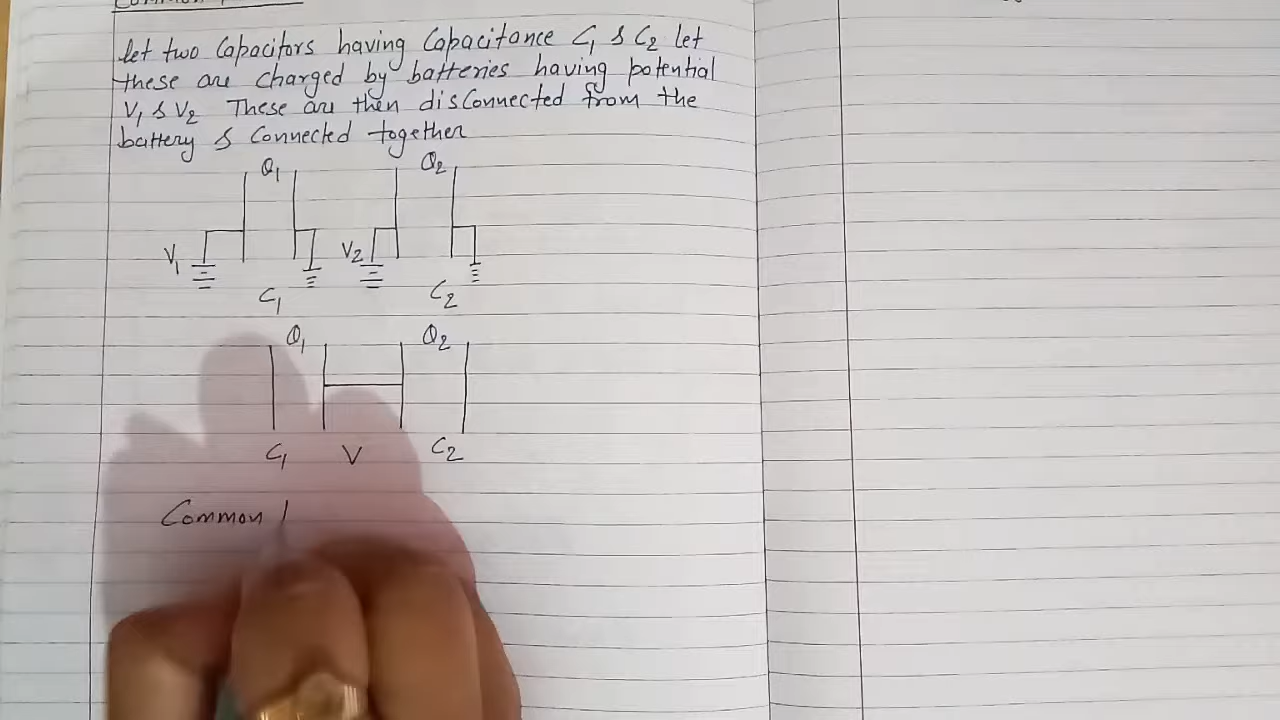 let two Capacitors having Capacitance C1 & C2 let
these are charged by batteries having potential
V1 & V2 These are then disConnected from the
battery & Connected together
Q1 Q2
V1 V2
C1 C2
Q1 Q2
C1 V C2
Common